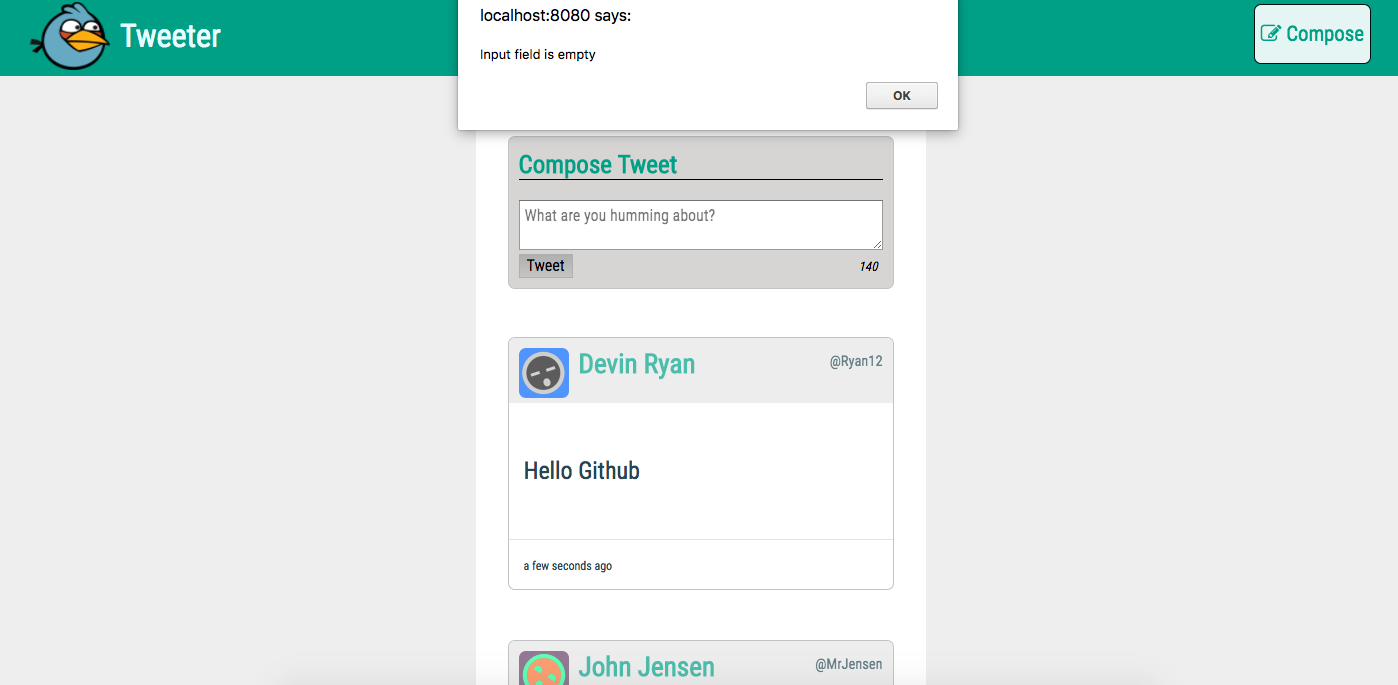 Tweeter
localhost:8080 says:
Input field is empty
OK
Compose
Compose Tweet
What are you humming about?
Tweet
140
Devin Ryan
@Ryan12
Hello Github
a few seconds ago
John Jensen
@MrJensen